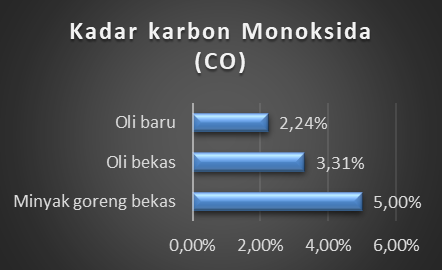 Kadar karbon Monoksida
(CO)
Oli baru
2,24%
Oli bekas
3,31%
Minyak goreng bekas
5,00%
0,00% 2,00% 4,00% 6,00%